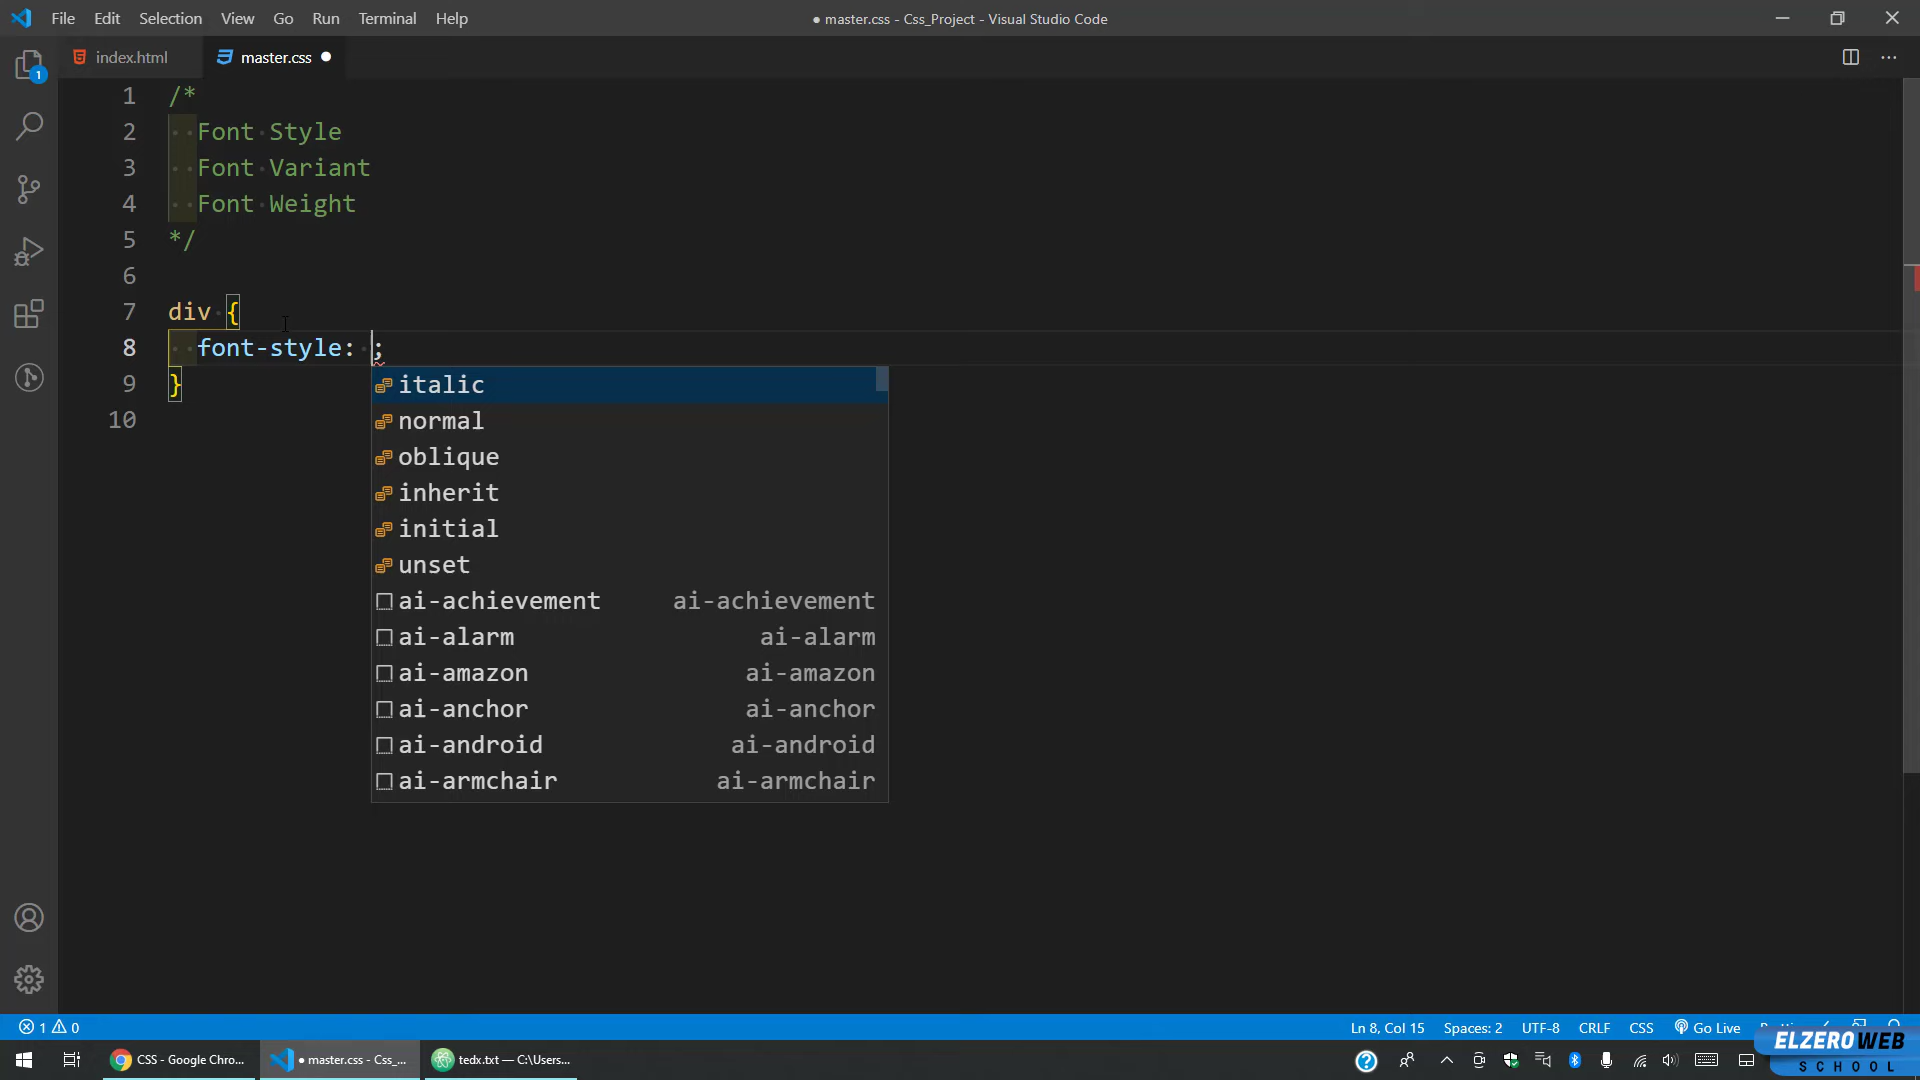 File Edit Selection View Go Run Terminal Help
● master.css - Css_Project - Visual Studio Code
index.html
master.css ●
1 /*
2 Font Style
3 Font Variant
4 Font Weight
5 */
6
7 div {
8 font-style: ;
9 }
10
italic
normal
oblique
inherit
initial
unset
ai-achievement ai-achievement
ai-alarm ai-alarm
ai-amazon ai-amazon
ai-anchor ai-anchor
ai-android ai-android
ai-armchair ai-armchair
1
1 0
Ln 8, Col 15 Spaces: 2 UTF-8 CRLF CSS Go Live
CSS - Google Chro...
● master.css - Css_...
tedx.txt — C:\Users...
ELZEROWEB
SCHOOL